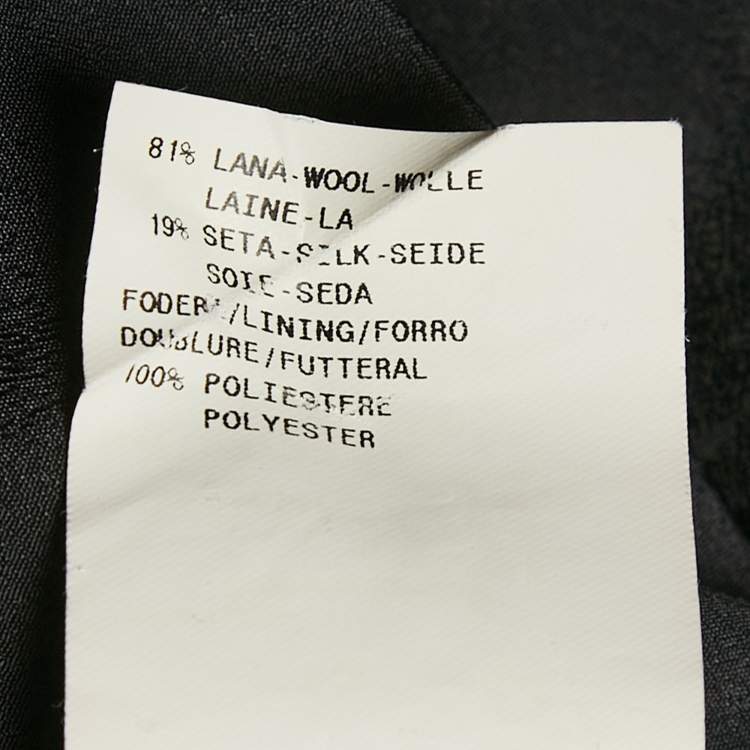 81% LANA-WOOL-WOLLE
LAINE-LA
19% SETA-SILK-SEIDE
SOIE-SEDA
FODERA/LINING/FORRO
DOUBLURE/FUTTERAL
100% POLIESTERE
POLYESTER